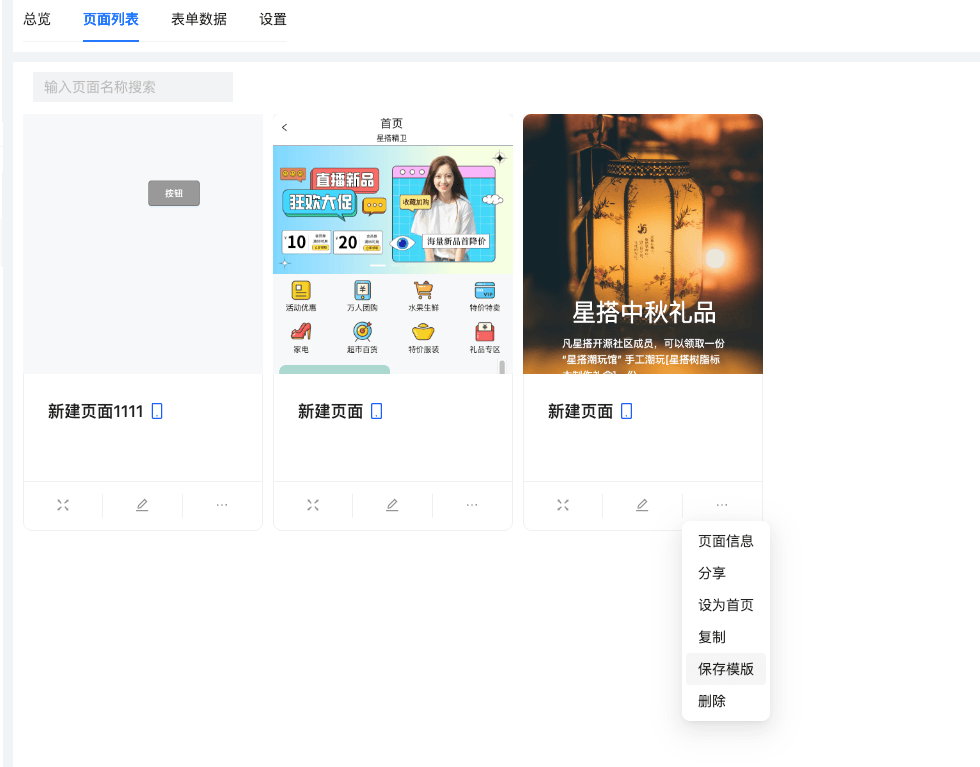 总览
页面列表
表单数据
设置
输入页面名称搜索
按钮
首页
星搭精卫
直播新品
狂欢大促
收藏加购
¥10
¥20
海量新品首降价
活动优惠
万人团购
水果生鲜
特价特卖
家电
超市百货
特价服装
礼品专区
星搭中秋礼品
凡星搭开源社区成员，可以领取一份
“星搭潮玩馆” 手工潮玩[星搭树脂标
新建页面1111
新建页面
新建页面
页面信息
分享
设为首页
复制
保存模版
删除